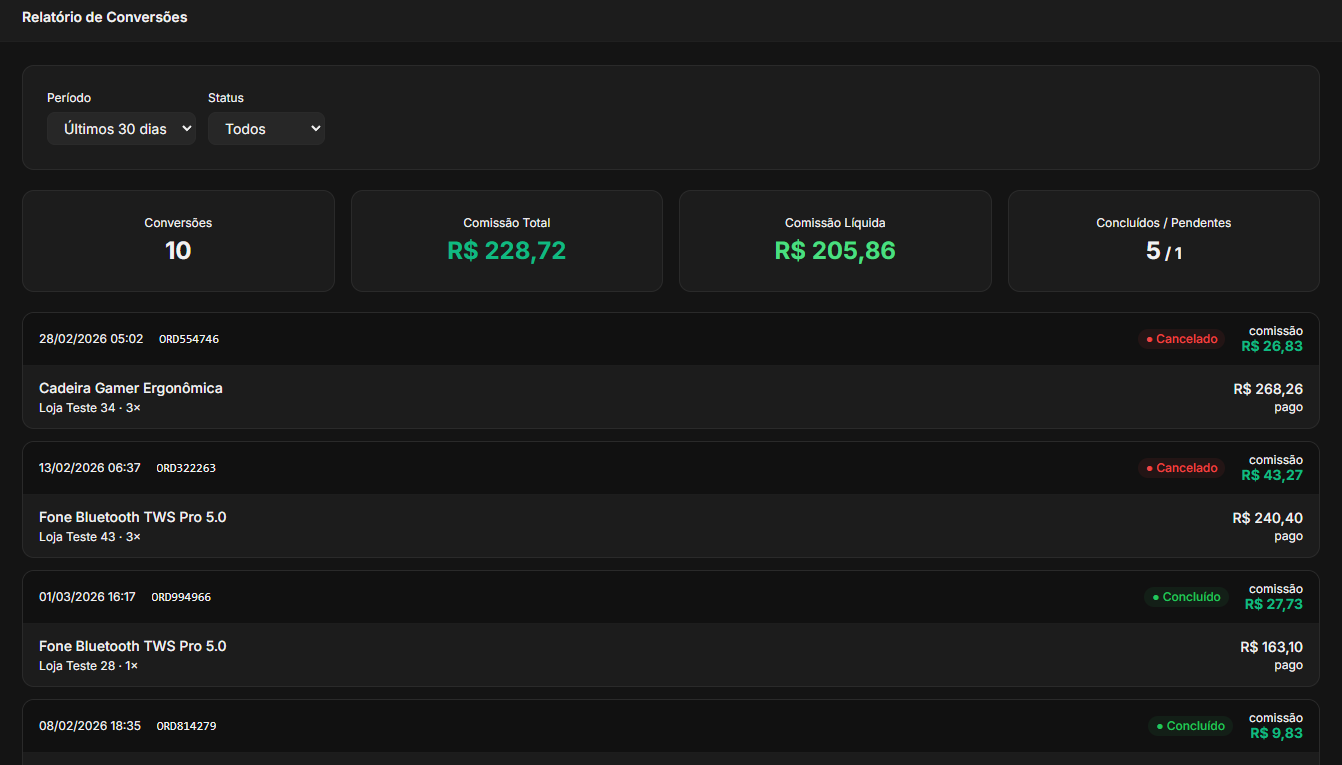 Relatório de Conversões
Período
Status
Últimos 30 dias
Todos
Conversões
10
Comissão Total
R$ 228,72
Comissão Líquida
R$ 205,86
Concluídos / Pendentes
5 / 1
28/02/2026 05:02 ORD554746
Cancelado
comissão
R$ 26,83
Cadeira Gamer Ergonômica
Loja Teste 34 · 3×
R$ 268,26
pago
13/02/2026 06:37 ORD322263
Cancelado
comissão
R$ 43,27
Fone Bluetooth TWS Pro 5.0
Loja Teste 43 · 3×
R$ 240,40
pago
01/03/2026 16:17 ORD994966
Concluído
comissão
R$ 27,73
Fone Bluetooth TWS Pro 5.0
Loja Teste 28 · 1×
R$ 163,10
pago
08/02/2026 18:35 ORD814279
Concluído
comissão
R$ 9,83